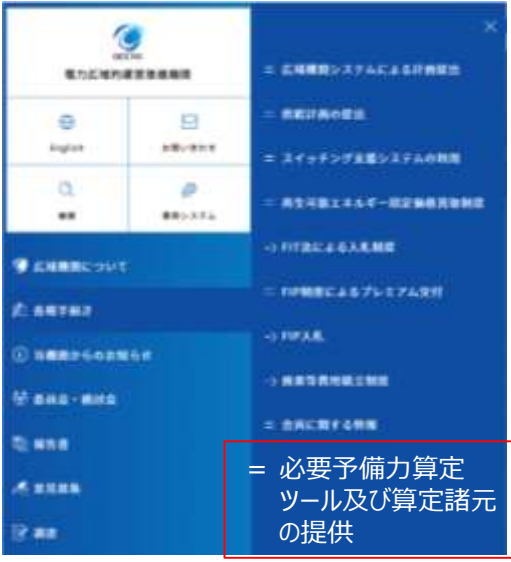 電力広域的運営推進機関
English
お問い合わせ
検索
広域機関について
各種手続き
当機関からのお知らせ
委員会・検討会
報告書
意見募集
調達
= 広域機関システムによる計画提出
= 供給計画の提出
= スイッチング支援システムの利用
= 再生可能エネルギー固定価格買取制度
-> FIT法による入札制度
= FIP制度によるプレミアム交付
-> FIP入札
-> 廃棄等費用積立制度
= 会員に関する情報
= 必要予備力算定
ツール及び算定諸元
の提供